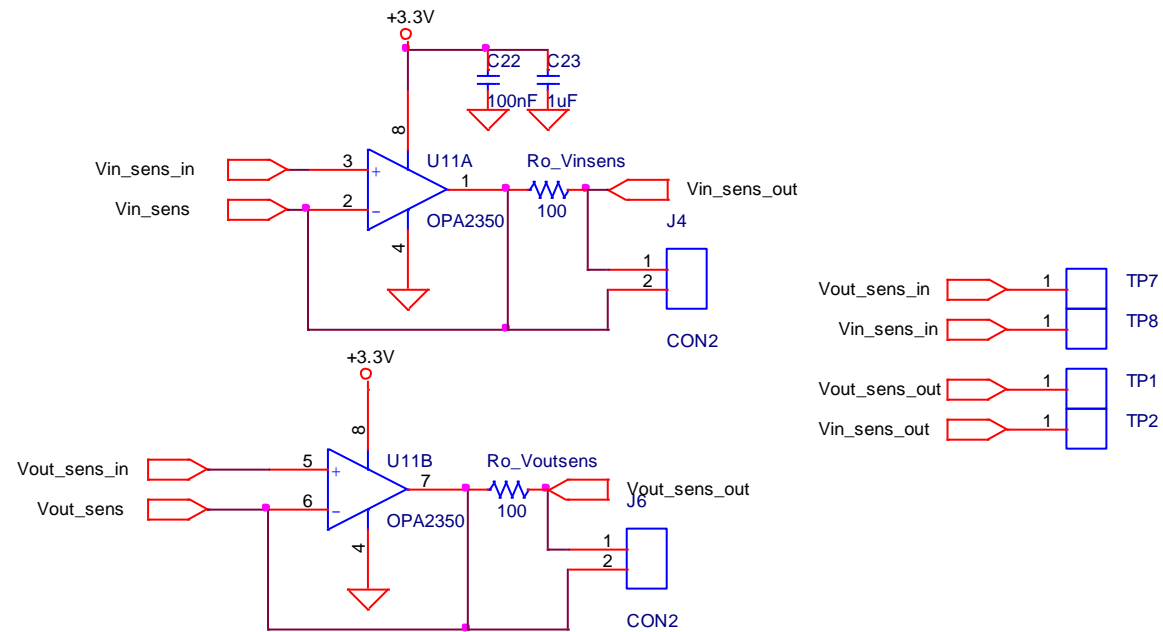 +3.3V
C22
C23
100nF
1uF
8
Vin_sens_in
3
+
U11A
1
Ro_Vinsens
100
Vin_sens_out
Vin_sens
2
−
OPA2350
4
J4
1
2
CON2
+3.3V
8
Vout_sens_in
5
+
U11B
7
Ro_Voutsens
100
Vout_sens_out
Vout_sens
6
−
OPA2350
4
J6
1
2
CON2
Vout_sens_in
1
TP7
Vin_sens_in
1
TP8
Vout_sens_out
1
TP1
Vin_sens_out
1
TP2